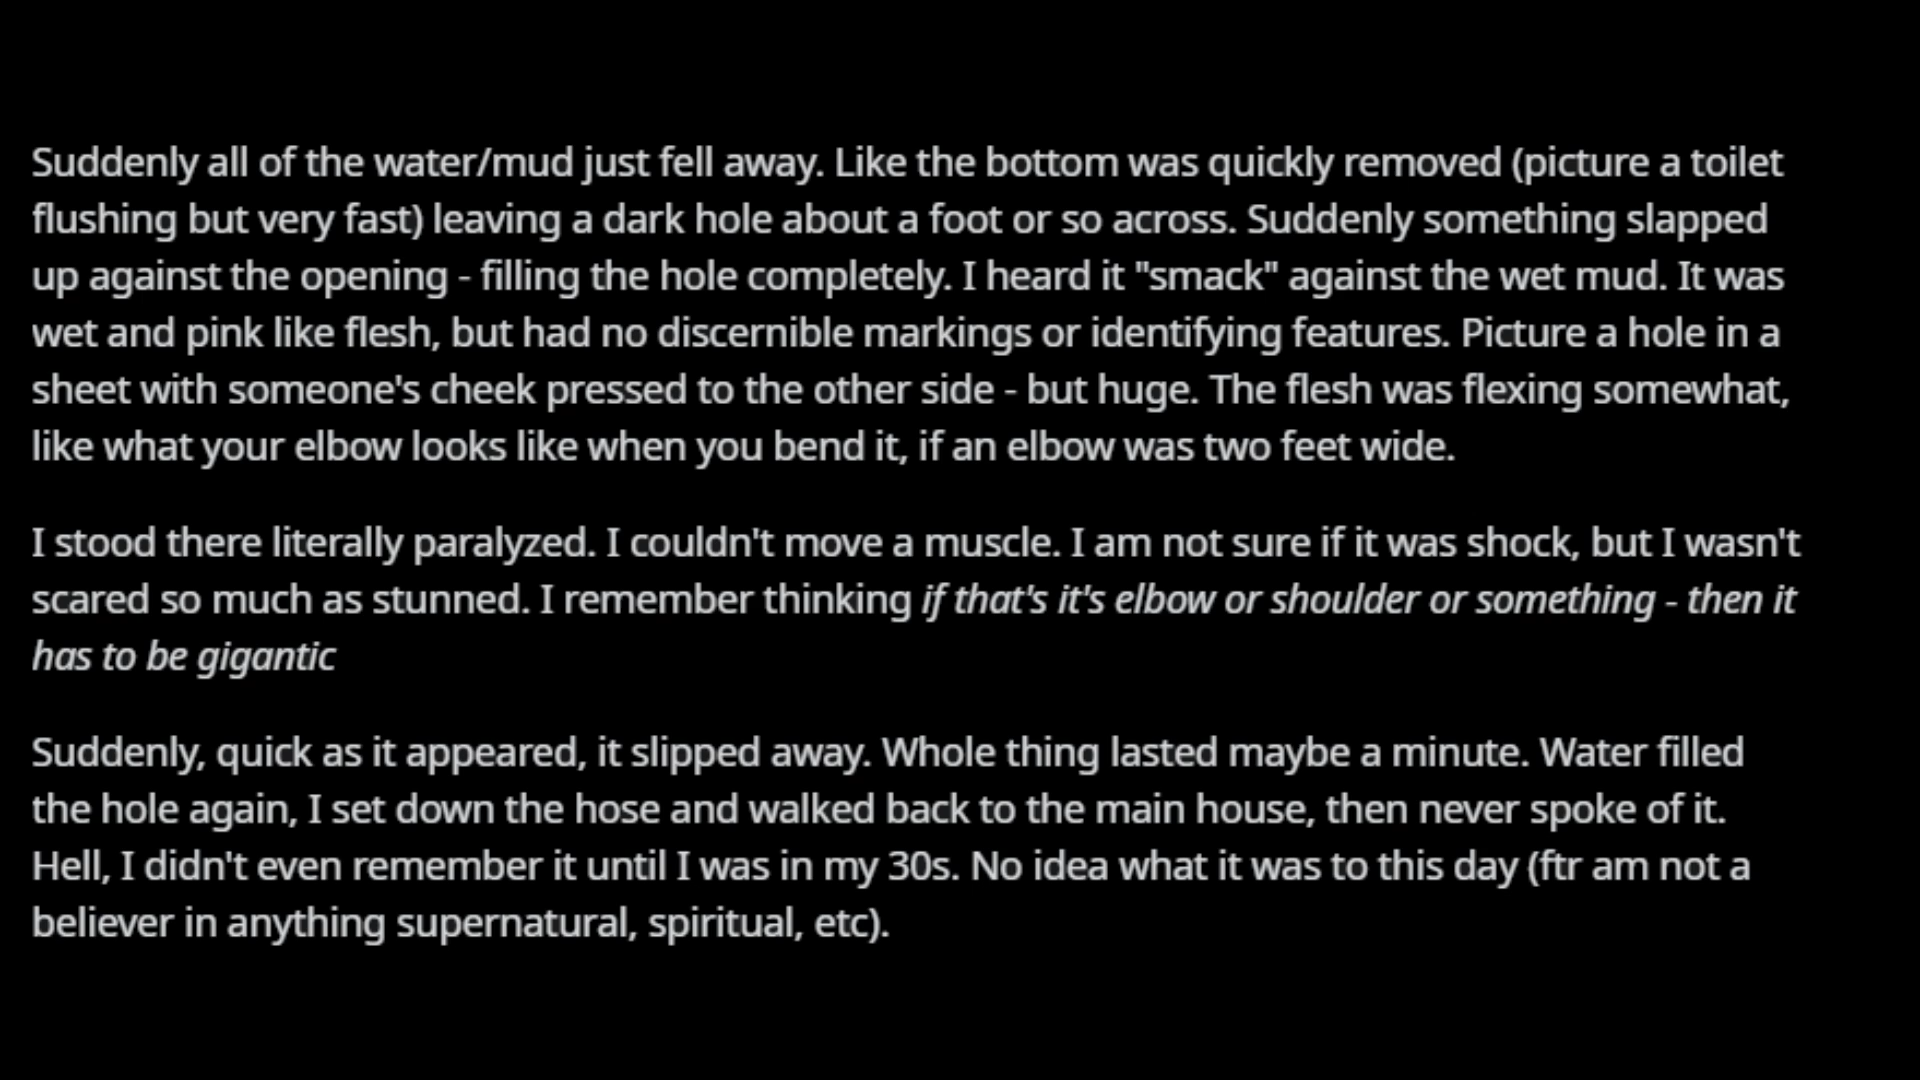 Suddenly all of the water/mud just fell away. Like the bottom was quickly removed (picture a toilet
flushing but very fast) leaving a dark hole about a foot or so across. Suddenly something slapped
up against the opening - filling the hole completely. I heard it "smack" against the wet mud. It was
wet and pink like flesh, but had no discernible markings or identifying features. Picture a hole in a
sheet with someone's cheek pressed to the other side - but huge. The flesh was flexing somewhat,
like what your elbow looks like when you bend it, if an elbow was two feet wide.
I stood there literally paralyzed. I couldn't move a muscle. I am not sure if it was shock, but I wasn't
scared so much as stunned. I remember thinking if that's it's elbow or shoulder or something - then it
has to be gigantic
Suddenly, quick as it appeared, it slipped away. Whole thing lasted maybe a minute. Water filled
the hole again, I set down the hose and walked back to the main house, then never spoke of it.
Hell, I didn't even remember it until I was in my 30s. No idea what it was to this day (ftr am not a
believer in anything supernatural, spiritual, etc).